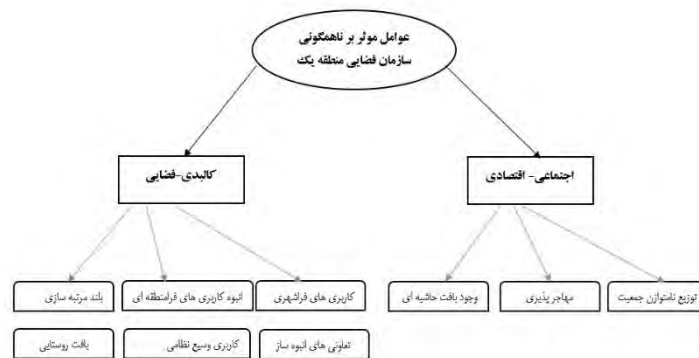 عوامل موثر بر ناهمگونی
سازمان فضایی منطقه یک
اجتماعی- اقتصادی
کالبدی-فضایی
توزیع نامتوازن جمعیت
مهاجر پذیری
وجود بافت حاشیه ای
کاربری های فراشهری
انبوه کاربری های فرامنطقه ای
بلند مرتبه سازی
تعاونی های انبوه ساز
کاربری وسیع نظامی
بافت روستایی